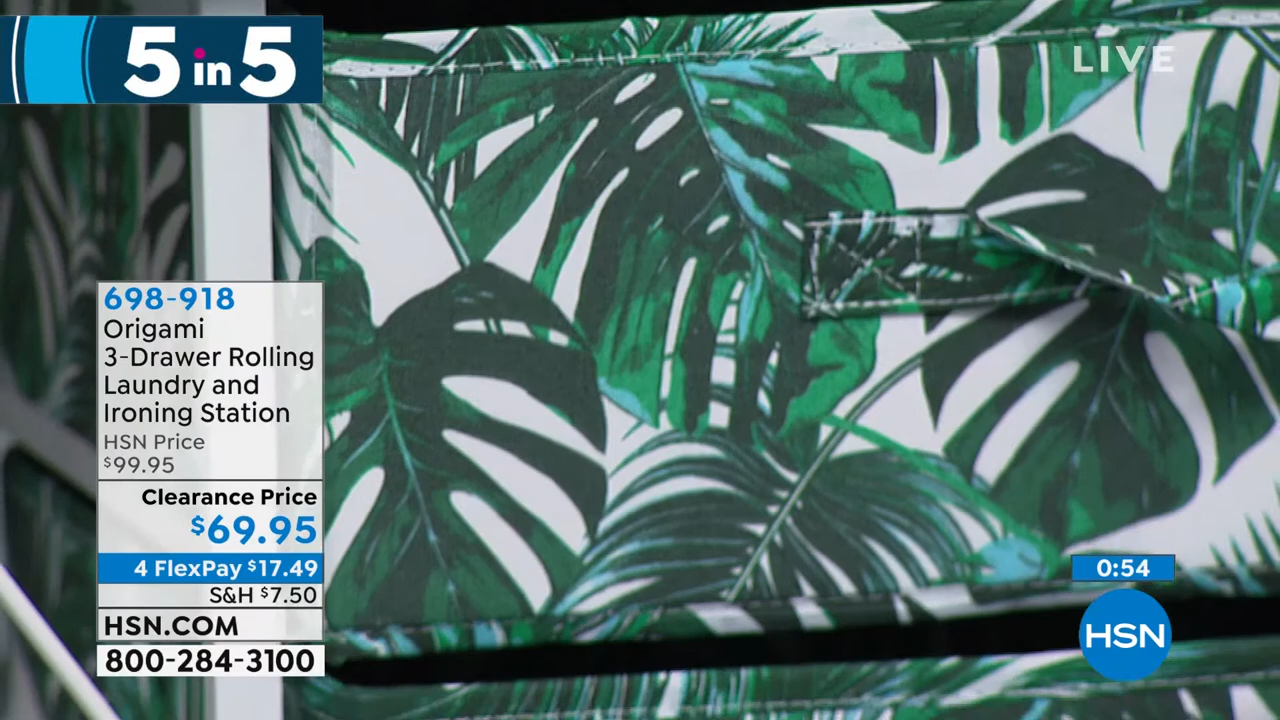 5 in 5
LIVE
698-918
Origami
3-Drawer Rolling
Laundry and
Ironing Station
HSN Price
$99.95
Clearance Price
$69.95
4 FlexPay $17.49
S&H $7.50
HSN.COM
800-284-3100
0:54
HSN